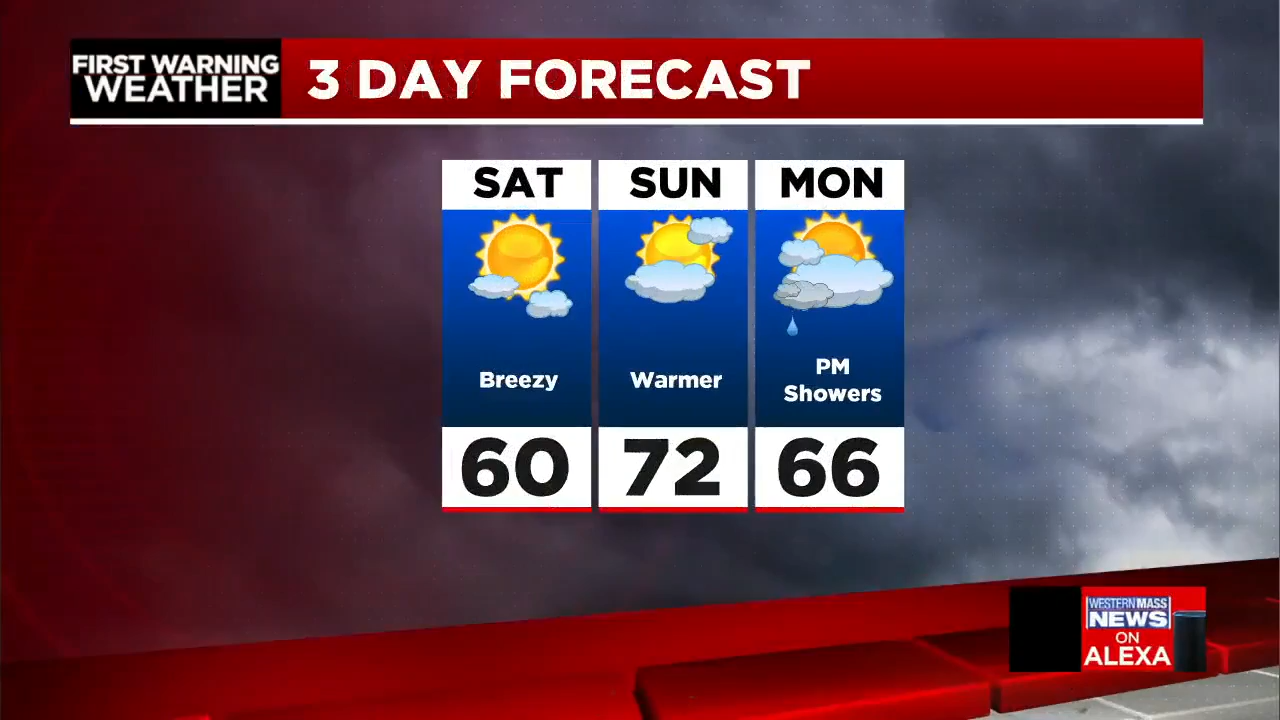 FIRST WARNING
WEATHER
3 DAY FORECAST
SAT
SUN
MON
Breezy
Warmer
PM
Showers
60
72
66
WESTERN MASS
NEWS
ON
ALEXA